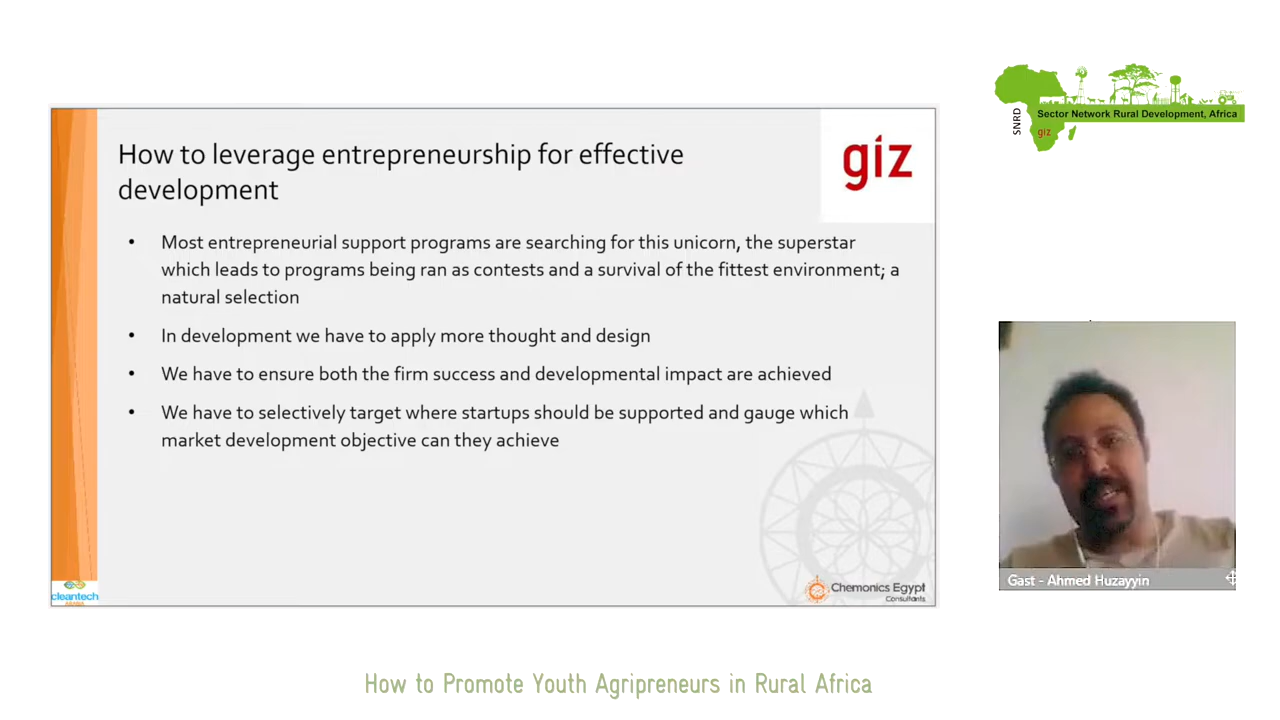 SNRD
Sector Network Rural Development, Africa
giz
How to leverage entrepreneurship for effective
development
giz
• Most entrepreneurial support programs are searching for this unicorn, the superstar
which leads to programs being ran as contests and a survival of the fittest environment; a
natural selection
• In development we have to apply more thought and design
• We have to ensure both the firm success and developmental impact are achieved
• We have to selectively target where startups should be supported and gauge which
market development objective can they achieve
cleantech
ARABIA
Chemonics Egypt
Consultants
Gast - Ahmed Huzayyin
How to Promote Youth Agripreneurs in Rural Africa